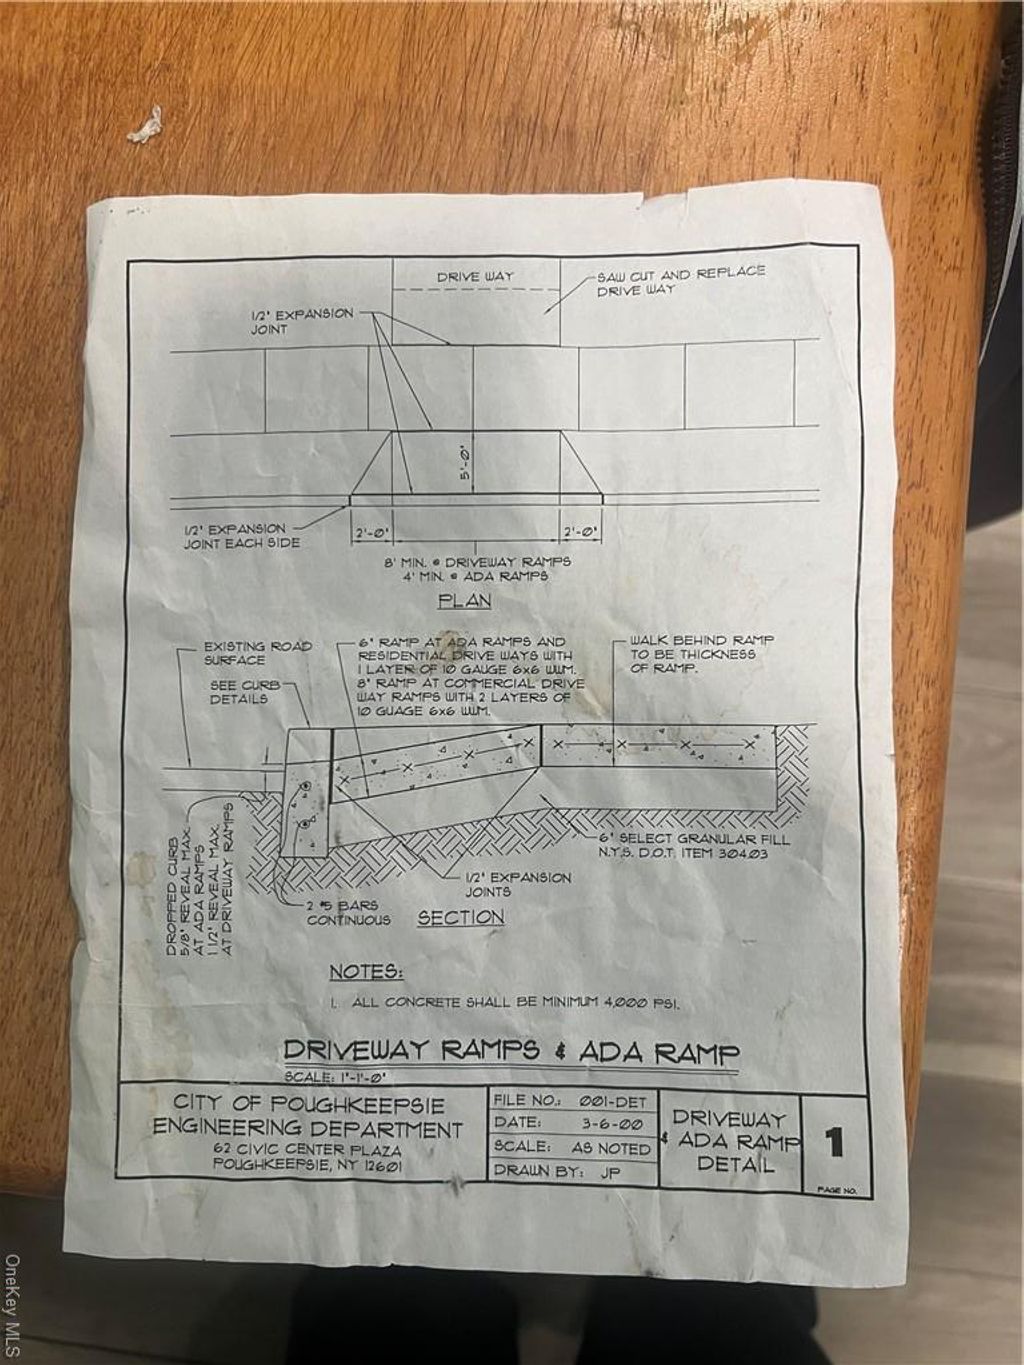 DRIVE WAY
SAW CUT AND REPLACE
DRIVE WAY
1/2" EXPANSION
JOINT
5'-0"
1/2" EXPANSION
JOINT EACH SIDE
2'-0"
2'-0"
8' MIN. @ DRIVEWAY RAMPS
4' MIN. @ ADA RAMPS
PLAN
EXISTING ROAD
SURFACE
SEE CURB
DETAILS
6" RAMP AT ADA RAMPS AND
RESIDENTIAL DRIVE WAYS WITH
1 LAYER OF 10 GAUGE 6x6 WWM.
8" RAMP AT COMMERCIAL DRIVE
WAY RAMPS WITH 2 LAYERS OF
10 GUAGE 6x6 WWM.
WALK BEHIND RAMP
TO BE THICKNESS
OF RAMP.
DROPPED CURB
5/8" REVEAL MAX.
AT ADA RAMPS
1 1/2" REVEAL MAX.
AT DRIVEWAY RAMPS
6" SELECT GRANULAR FILL
N.Y.S. D.O.T. ITEM 304.03
1/2" EXPANSION
JOINTS
2 #5 BARS
CONTINUOUS
SECTION
NOTES:
1. ALL CONCRETE SHALL BE MINIMUM 4,000 PSI.
DRIVEWAY RAMPS & ADA RAMP
SCALE: 1"-1'-0"
CITY OF POUGHKEEPSIE
ENGINEERING DEPARTMENT
62 CIVIC CENTER PLAZA
POUGHKEEPSIE, NY 12601
FILE NO.: 001-DET
DATE: 3-6-00
SCALE: AS NOTED
DRAWN BY: JP
DRIVEWAY
& ADA RAMP
DETAIL
1
PAGE NO.
OneKey MLS